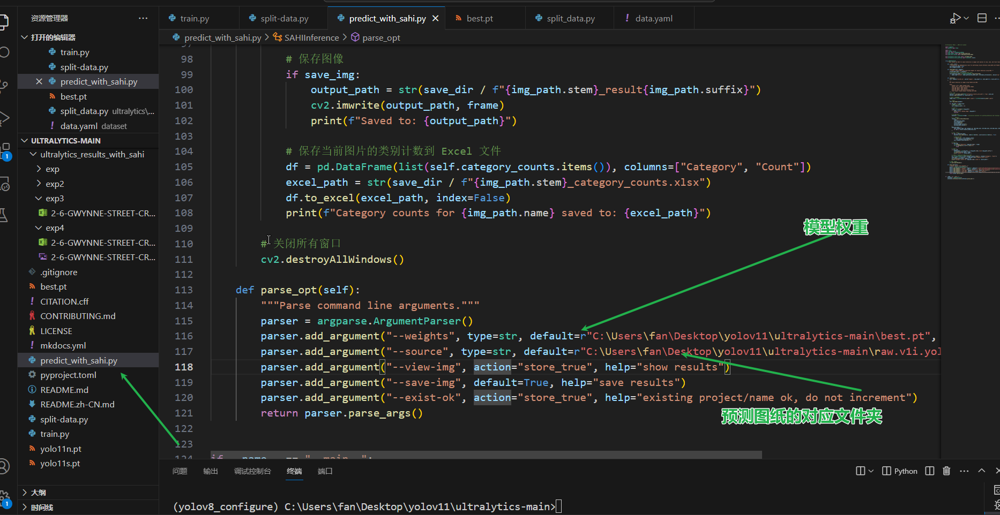 资源管理器
打开的编辑器
train.py
split-data.py
predict_with_sahi.py
best.pt
split_data.py ultralytics\...
data.yaml dataset
ULTRALYTICS-MAIN
ultralytics_results_with_sahi
exp
exp2
exp3
2-6-GWYNNE-STREET-CR...
exp4
2-6-GWYNNE-STREET-CR...
2-6-GWYNNE-STREET-CR...
.gitignore
best.pt
CITATION.cff
CONTRIBUTING.md
LICENSE
mkdocs.yml
predict_with_sahi.py
pyproject.toml
README.md
README.zh-CN.md
split-data.py
train.py
yolo11n.pt
yolo11s.pt
大纲
时间线
1
1
train.py
split-data.py
predict_with_sahi.py
best.pt
split_data.py
data.yaml
predict_with_sahi.py > SAHIInference > parse_opt
97
98 # 保存图像
99 if save_img:
100 output_path = str(save_dir / f"{img_path.stem}_result{img_path.suffix}")
101 cv2.imwrite(output_path, frame)
102 print(f"Saved to: {output_path}")
103
104 # 保存当前图片的类别计数到 Excel 文件
105 df = pd.DataFrame(list(self.category_counts.items()), columns=["Category", "Count"])
106 excel_path = str(save_dir / f"{img_path.stem}_category_counts.xlsx")
107 df.to_excel(excel_path, index=False)
108 print(f"Category counts for {img_path.name} saved to: {excel_path}")
109
110 # 关闭所有窗口
111 cv2.destroyAllWindows()
112
113 def parse_opt(self):
114 """Parse command line arguments."""
115 parser = argparse.ArgumentParser()
116 parser.add_argument("--weights", type=str, default=r"C:\Users\fan\Desktop\yolov11\ultralytics-main\best.pt",
117 parser.add_argument("--source", type=str, default=r"C:\Users\fan\Desktop\yolov11\ultralytics-main\raw.v1i.yol
118 parser.add_argument("--view-img", action="store_true", help="show results")
119 parser.add_argument("--save-img", default=True, help="save results")
120 parser.add_argument("--exist-ok", action="store_true", help="existing project/name ok, do not increment")
121 return parser.parse_args()
122
123
124 if __name__ == "__main__":
模型权重
预测图纸的对应文件夹
问题
输出
调试控制台
终端
端口
Python
(yolov8_configure) C:\Users\fan\Desktop\yolov11\ultralytics-main>